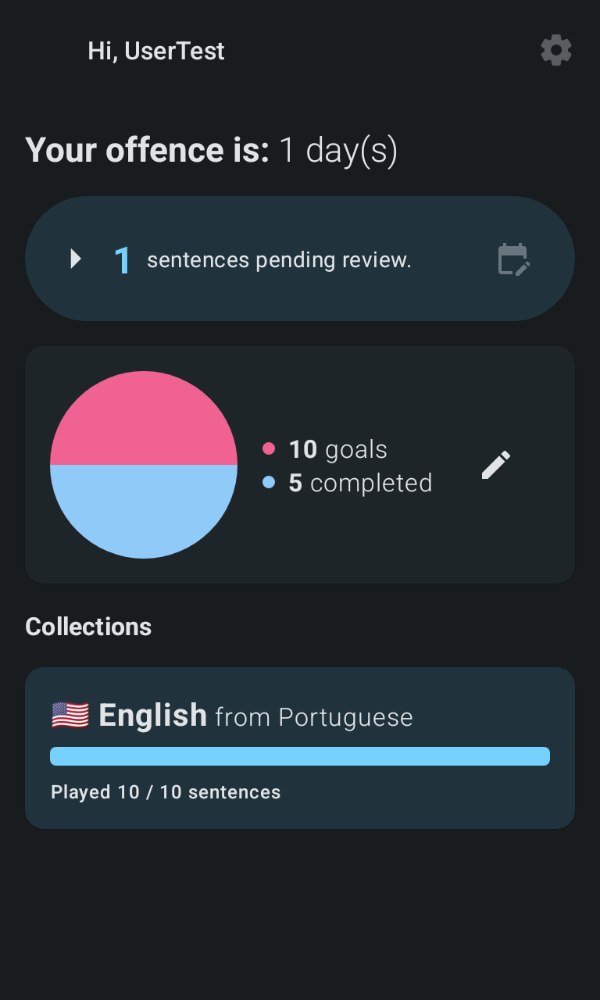 Hi, UserTest
Your offence is: 1 day(s)
1 sentences pending review.
10 goals
5 completed
Collections
🇺🇸 English from Portuguese
Played 10 / 10 sentences